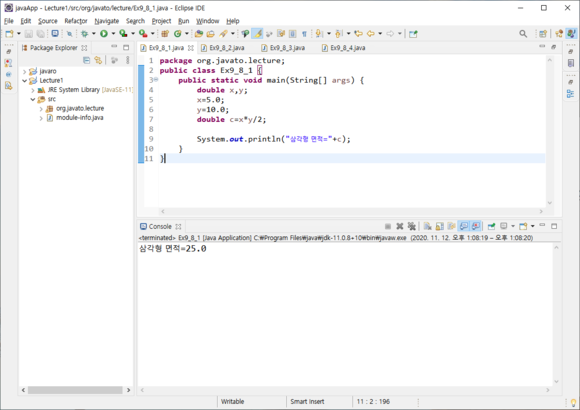 javaApp - Lecture1/src/org/javato/lecture/Ex9_8_1.java - Eclipse IDE
File Edit Source Refactor Navigate Search Project Run Window Help
Package Explorer
javaro
Lecture1
JRE System Library [JavaSE-11]
src
org.javato.lecture
module-info.java
Ex9_8_1.java
Ex9_8_2.java
Ex9_8_3.java
Ex9_8_4.java
1 package org.javato.lecture;
2 public class Ex9_8_1 {
3 public static void main(String[] args) {
4 double x,y;
5 x=5.0;
6 y=10.0;
7 double c=x*y/2;
8
9 System.out.println("삼각형 면적="+c);
10 }
11 }
Console
<terminated> Ex9_8_1 [Java Application] C:₩Program Files₩java₩jdk-11.0.8+10₩bin₩javaw.exe (2020. 11. 12. 오후 1:08:19 – 오후 1:08:20)
삼각형 면적=25.0
Writable
Smart Insert
11 : 2 : 196